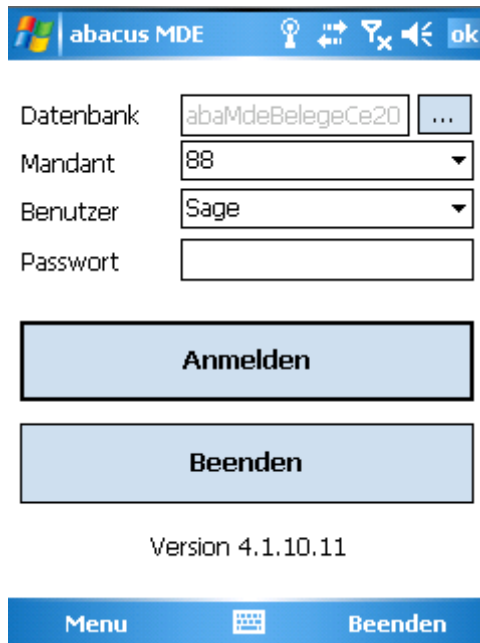 abacus MDE ok
Datenbank abaMdeBelegeCe20 ...
Mandant 88
Benutzer Sage
Passwort
Anmelden
Beenden
Version 4.1.10.11
Menu Beenden